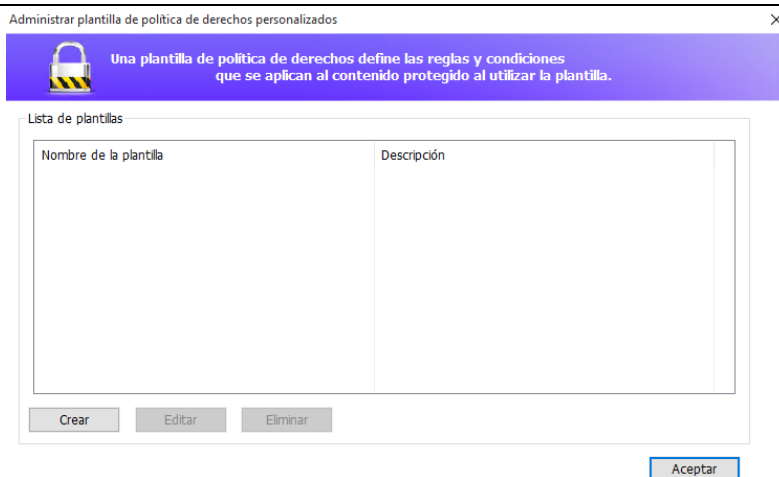 Administrar plantilla de política de derechos personalizados
Una plantilla de política de derechos define las reglas y condiciones
que se aplican al contenido protegido al utilizar la plantilla.
Lista de plantillas
Nombre de la plantilla Descripción
Crear Editar Eliminar
Aceptar